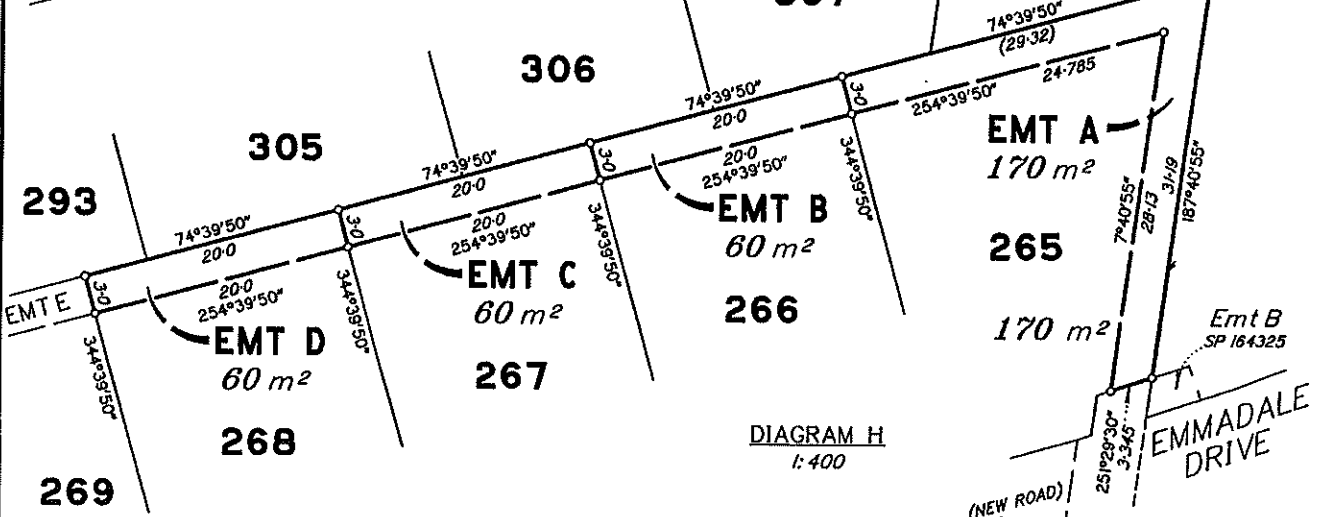 74°39'50"
(29·32)
24·785
254°39'50"
306
74°39'50"
20·0
3·0
EMT A
170 m²
305
74°39'50"
20·0
3·0
20·0
254°39'50"
344°39'50"
7°40'55"
28·13
31·19
187°40'55"
293
74°39'50"
20·0
3·0
20·0
254°39'50"
344°39'50"
EMT B
60 m²
265
EMT E
3·0
20·0
254°39'50"
344°39'50"
EMT C
60 m²
266
170 m²
Emt B
SP 164325
344°39'50"
EMT D
60 m²
267
268
DIAGRAM H
1:400
251°29'30"
3·345
EMMADALE
DRIVE
269
(NEW ROAD)